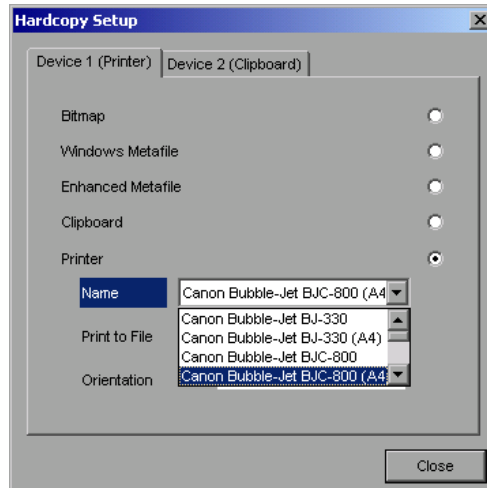 Hardcopy Setup
Device 1 (Printer)
Device 2 (Clipboard)
Bitmap
Windows Metafile
Enhanced Metafile
Clipboard
Printer
Name
Canon Bubble-Jet BJC-800 (A4
Canon Bubble-Jet BJ-330
Print to File
Canon Bubble-Jet BJ-330 (A4)
Canon Bubble-Jet BJC-800
Orientation
Canon Bubble-Jet BJC-800 (A4
Close